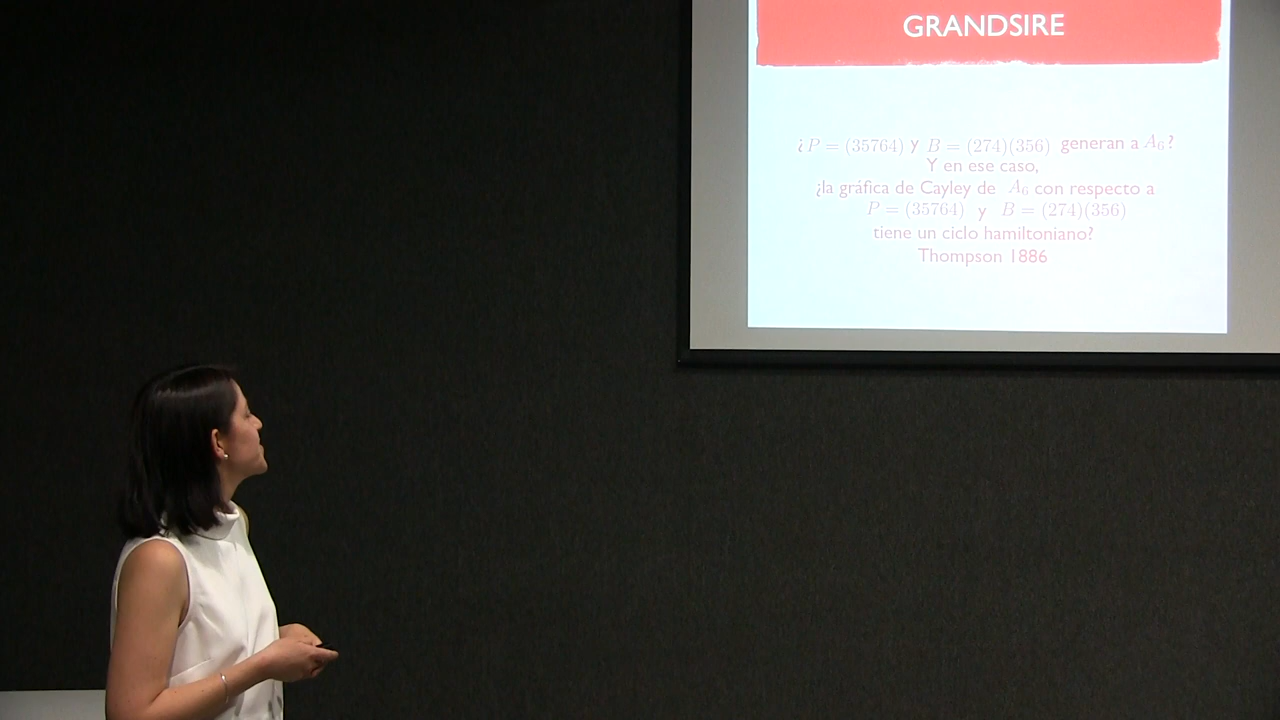 GRANDSIRE
¿P = (35764) y B = (274)(356) generan a A₆?
Y en ese caso,
¿la gráfica de Cayley de A₆ con respecto a
P = (35764) y B = (274)(356)
tiene un ciclo hamiltoniano?
Thompson 1886